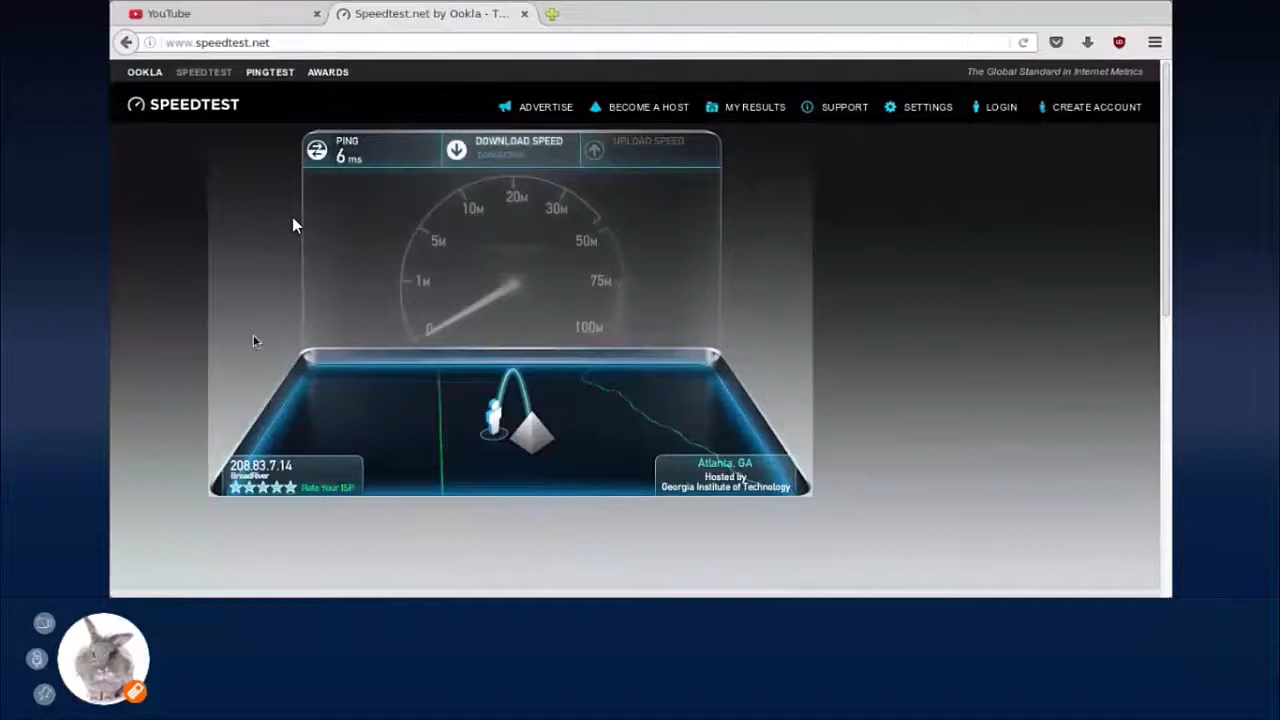 YouTube
Speedtest.net by Ookla - T...
www.speedtest.net
OOKLA SPEEDTEST PINGTEST AWARDS
The Global Standard in Internet Metrics
SPEEDTEST
ADVERTISE BECOME A HOST MY RESULTS SUPPORT SETTINGS LOGIN CREATE ACCOUNT
PING
6 ms
DOWNLOAD SPEED
UPLOAD SPEED
20M
10M
30M
5M
50M
1M
75M
0
100M
208.83.7.14
BroadRiver
Rate Your ISP
Atlanta, GA
Hosted by
Georgia Institute of Technology